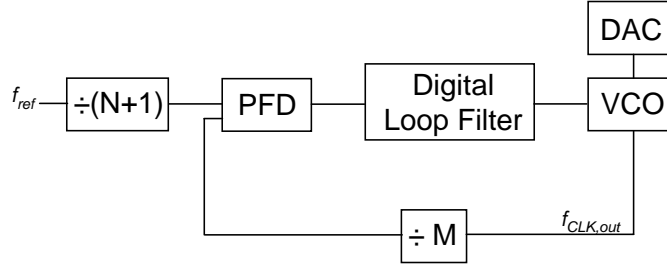 DAC
f_ref
÷(N+1)
PFD
Digital
Loop Filter
VCO
÷ M
f_CLK,out